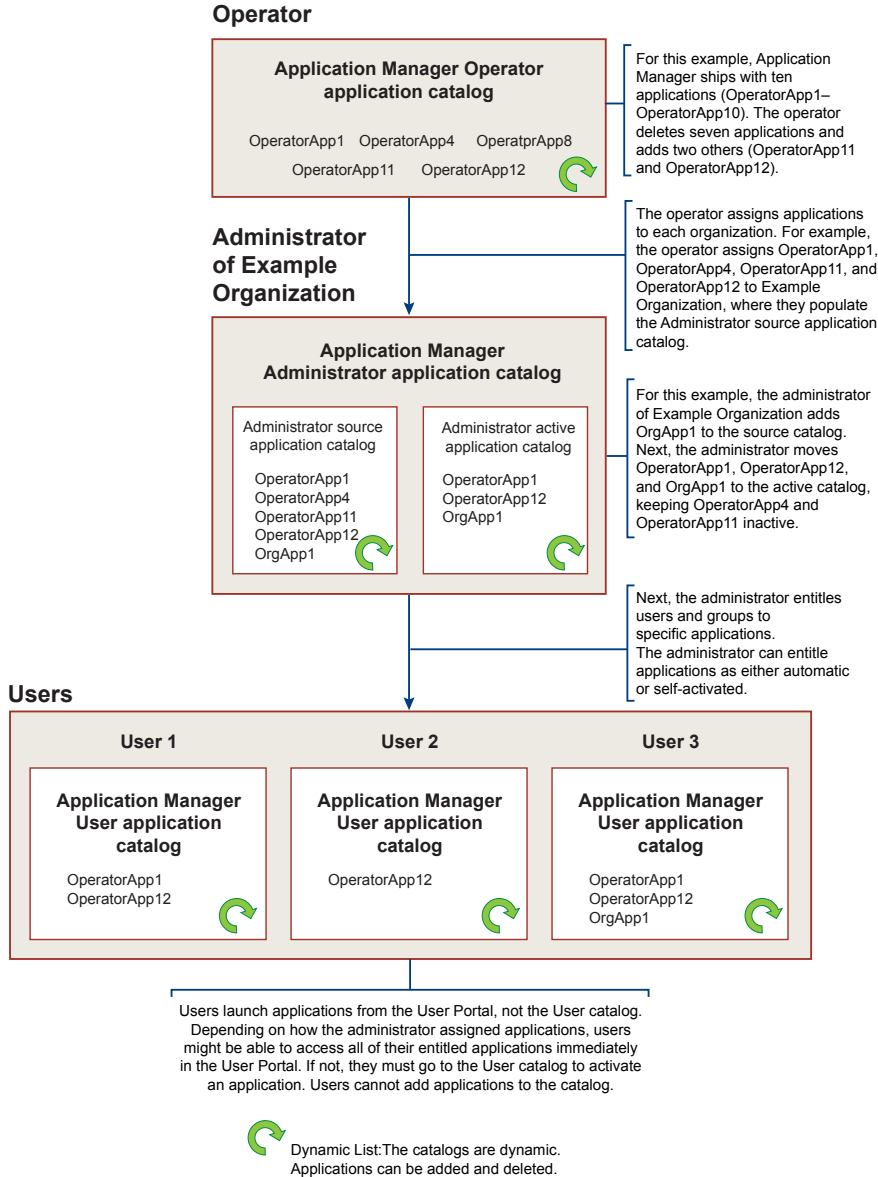 Operator
Application Manager Operator
application catalog
OperatorApp1 OperatorApp4 OperatprApp8
OperatorApp11 OperatorApp12
For this example, Application
Manager ships with ten
applications (OperatorApp1–
OperatorApp10). The operator
deletes seven applications and
adds two others (OperatorApp11
and OperatorApp12).
The operator assigns applications
to each organization. For example,
the operator assigns OperatorApp1,
OperatorApp4, OperatorApp11, and
OperatorApp12 to Example
Organization, where they populate
the Administrator source application
catalog.
Administrator
of Example
Organization
Application Manager
Administrator application catalog
Administrator source
application catalog
OperatorApp1
OperatorApp4
OperatorApp11
OperatorApp12
OrgApp1
Administrator active
application catalog
OperatorApp1
OperatorApp12
OrgApp1
For this example, the administrator
of Example Organization adds
OrgApp1 to the source catalog.
Next, the administrator moves
OperatorApp1, OperatorApp12,
and OrgApp1 to the active catalog,
keeping OperatorApp4 and
OperatorApp11 inactive.
Next, the administrator entitles
users and groups to
specific applications.
The administrator can entitle
applications as either automatic
or self-activated.
Users
User 1
Application Manager
User application
catalog
OperatorApp1
OperatorApp12
User 2
Application Manager
User application
catalog
OperatorApp12
User 3
Application Manager
User application
catalog
OperatorApp1
OperatorApp12
OrgApp1
Users launch applications from the User Portal, not the User catalog.
Depending on how the administrator assigned applications, users
might be able to access all of their entitled applications immediately
in the User Portal. If not, they must go to the User catalog to activate
an application. Users cannot add applications to the catalog.
Dynamic List:The catalogs are dynamic.
Applications can be added and deleted.